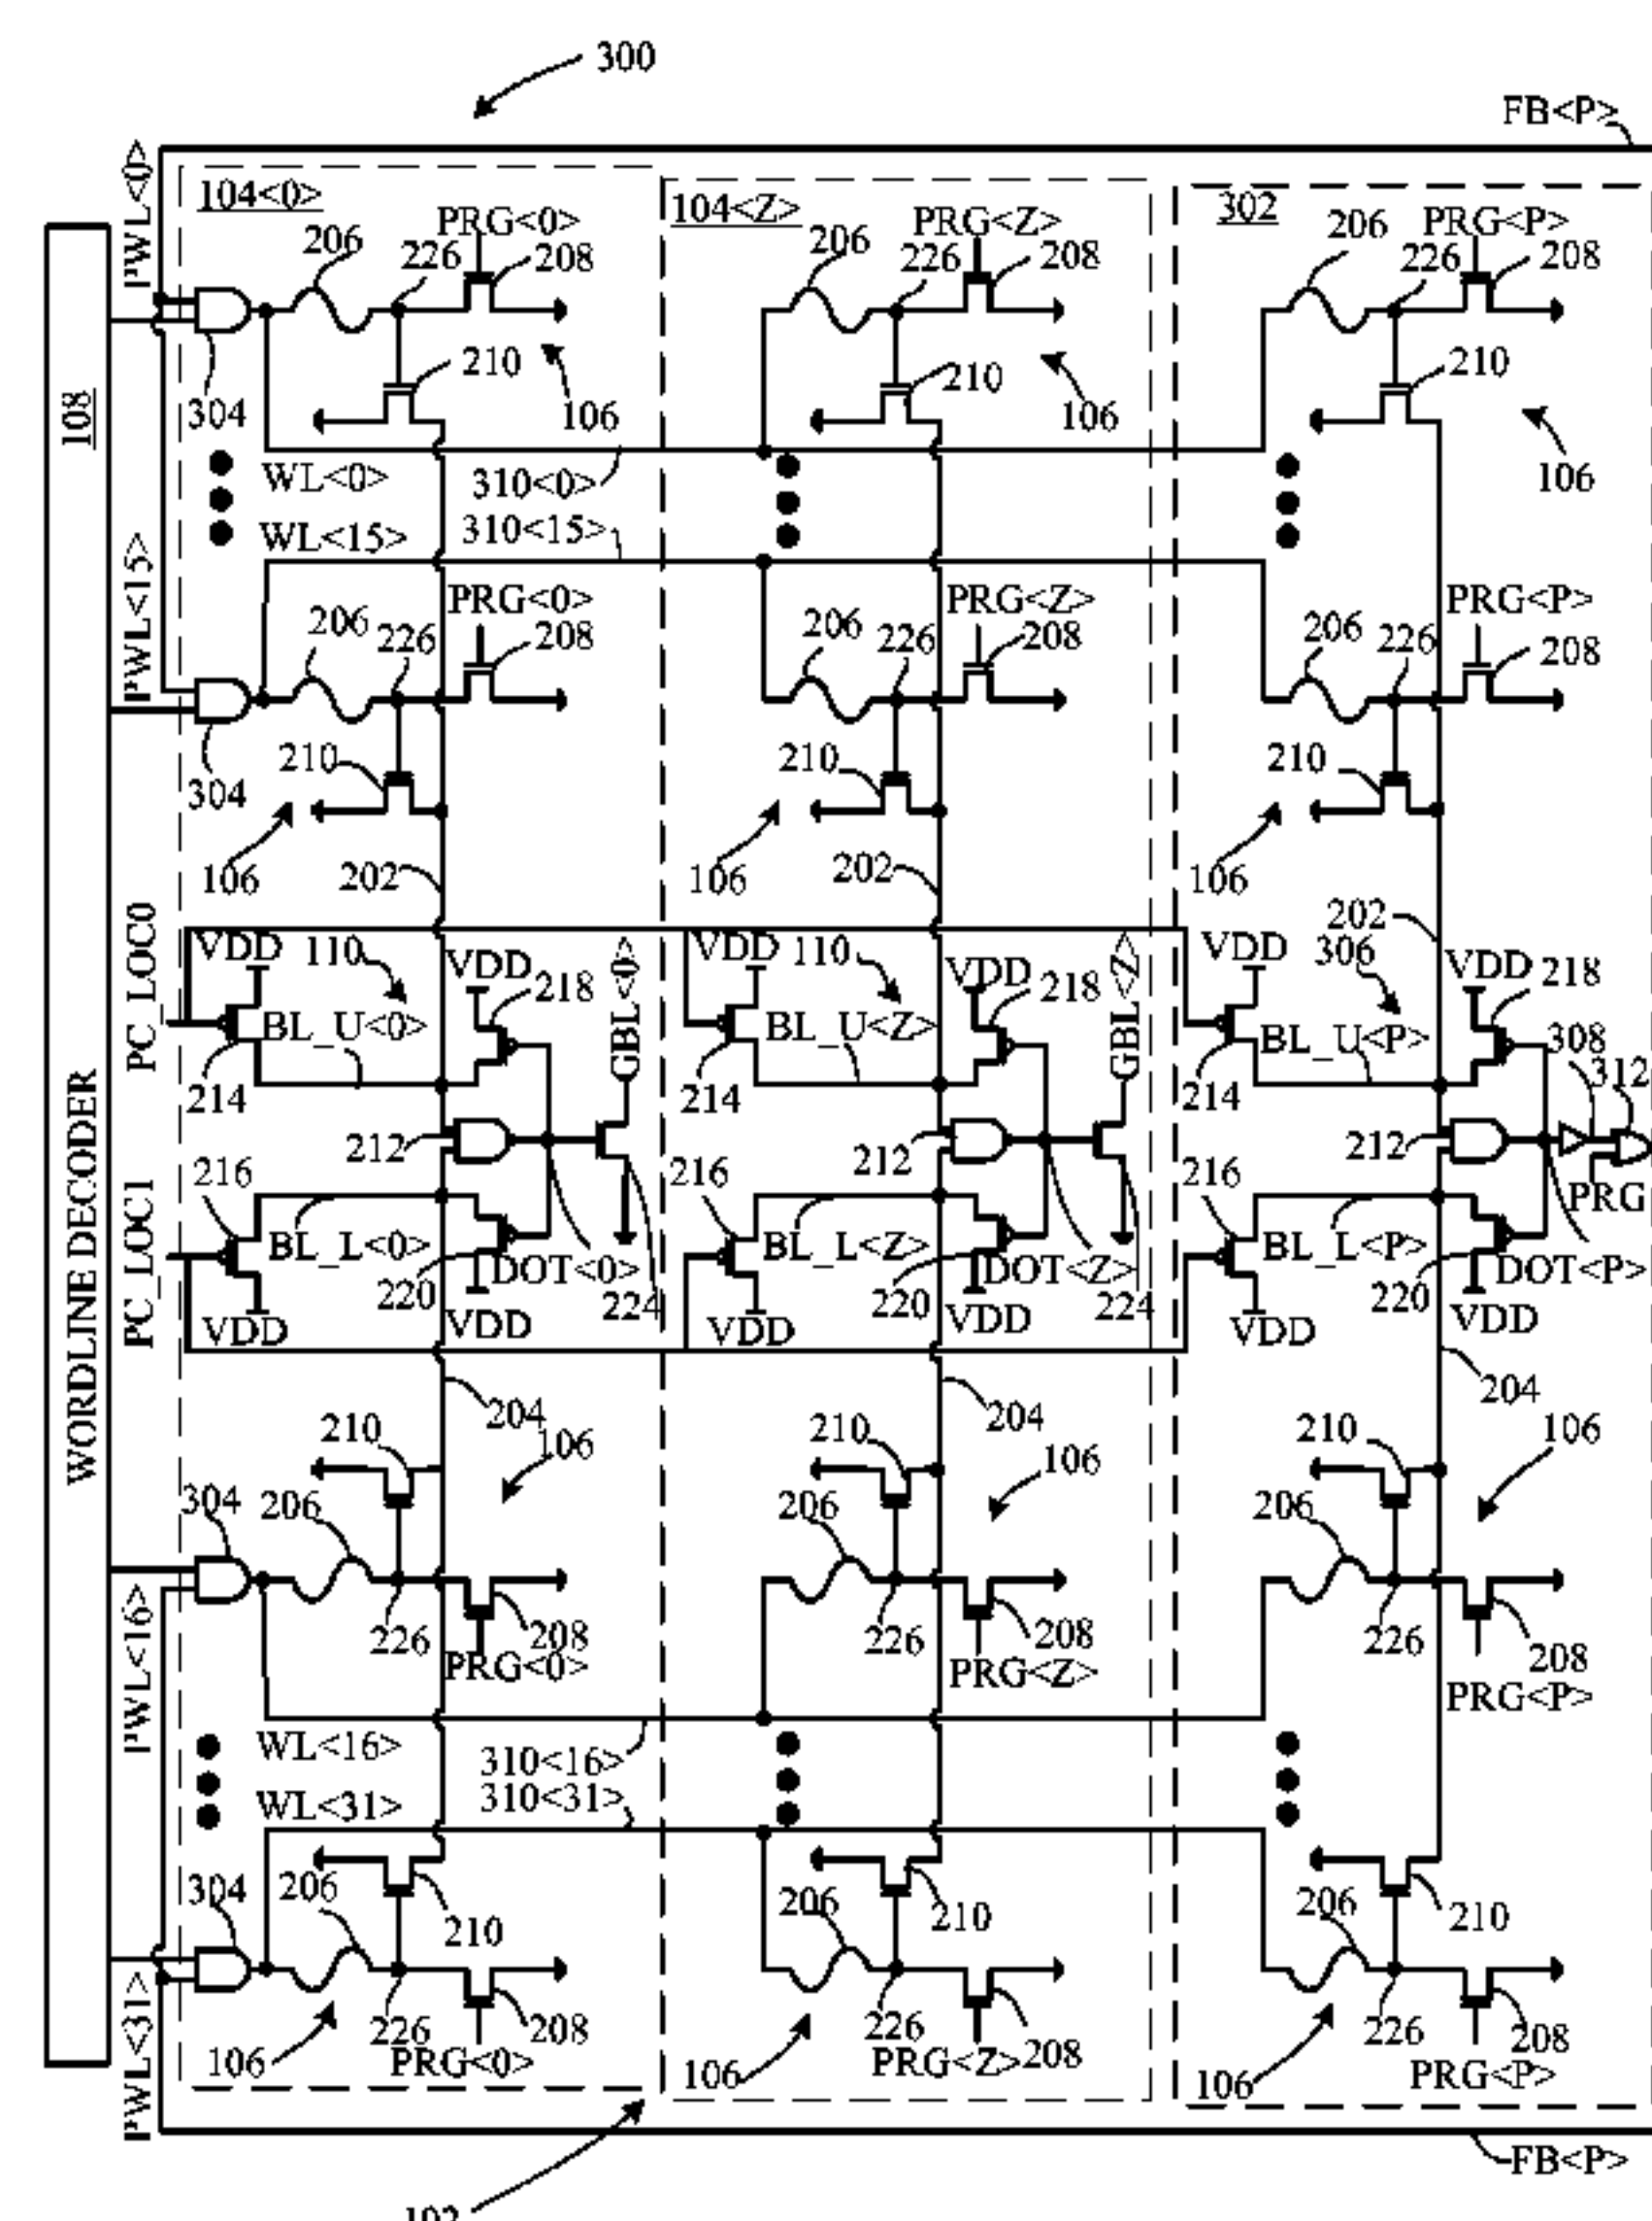 300
FB<P>
PWL<0>
104<0>
104<Z>
302
PRG<0>
PRG<Z>
PRG<P>
206
226
208
206
226
208
206
226
208
108
304
210
106
210
106
210
106
WL<0>
310<0>
WL<15>
310<15>
PWL<15>
PRG<0>
PRG<Z>
PRG<P>
206
226
208
206
226
208
206
226
208
304
210
210
210
106
202
106
202
106
202
PC_LOC0
VDD
110
VDD
218
GBL<0>
VDD
110
VDD
218
GBL<Z>
VDD
306
VDD
218
BL_U<0>
BL_U<Z>
BL_U<P>
308
312
214
214
214
212
212
212
216
216
216
PRG
PC_LOC1
BL_L<0>
DOT<0>
BL_L<Z>
DOT<Z>
BL_L<P>
DOT<P>
220
224
220
224
220
VDD
VDD
VDD
VDD
VDD
VDD
WORDLINE DECODER
204
204
204
210
106
210
106
210
106
304
206
206
206
PWL<16>
226
208
226
208
226
208
PRG<0>
PRG<Z>
PRG<P>
WL<16>
310<16>
WL<31>
310<31>
304
206
210
206
210
206
210
PWL<31>
226
208
226
208
226
208
106
PRG<0>
106
PRG<Z>
106
PRG<P>
FB<P>